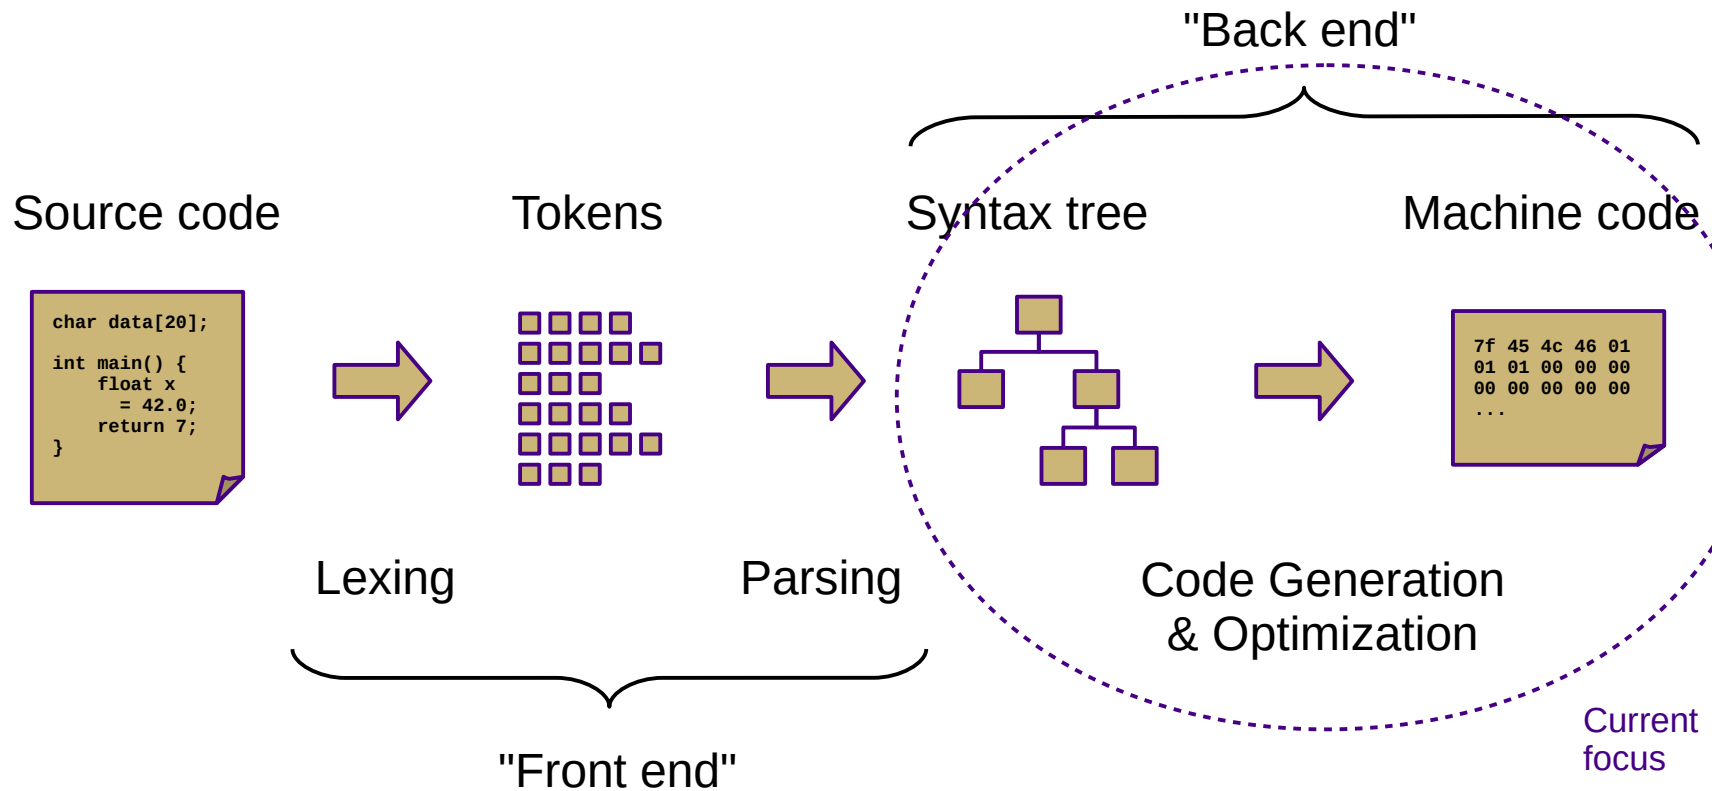 "Back end"
Source code
Tokens
Syntax tree
Machine code
char data[20];
int main() {
float x
= 42.0;
return 7;
}
7f 45 4c 46 01
01 01 00 00 00
00 00 00 00 00
...
Lexing
Parsing
Code Generation
& Optimization
"Front end"
Current
focus